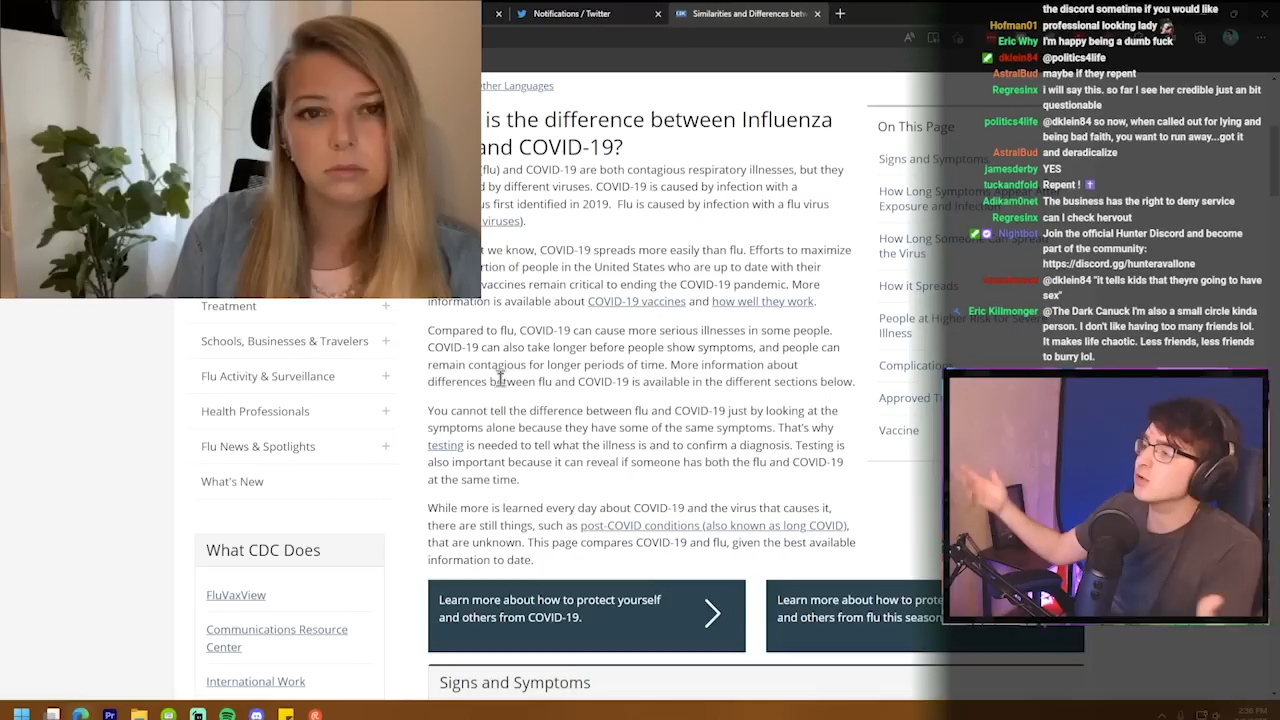 Notifications / Twitter
Similarities and Differences betw
Other Languages
is the difference between Influenza
and COVID-19?
(flu) and COVID-19 are both contagious respiratory illnesses, but they
d by different viruses. COVID-19 is caused by infection with a
us first identified in 2019. Flu is caused by infection with a flu virus
viruses).
t we know, COVID-19 spreads more easily than flu. Efforts to maximize
rtion of people in the United States who are up to date with their
vaccines remain critical to ending the COVID-19 pandemic. More
information is available about COVID-19 vaccines and how well they work.
Compared to flu, COVID-19 can cause more serious illnesses in some people.
COVID-19 can also take longer before people show symptoms, and people can
remain contagious for longer periods of time. More information about
differences between flu and COVID-19 is available in the different sections below.
You cannot tell the difference between flu and COVID-19 just by looking at the
symptoms alone because they have some of the same symptoms. That's why
testing is needed to tell what the illness is and to confirm a diagnosis. Testing is
also important because it can reveal if someone has both the flu and COVID-19
at the same time.
While more is learned every day about COVID-19 and the virus that causes it,
there are still things, such as post-COVID conditions (also known as long COVID),
that are unknown. This page compares COVID-19 and flu, given the best available
information to date.
Learn more about how to protect yourself
and others from COVID-19.
Learn more about how to prote
and others from flu this season
Signs and Symptoms
Treatment
Schools, Businesses & Travelers
Flu Activity & Surveillance
Health Professionals
Flu News & Spotlights
What's New
What CDC Does
FluVaxView
Communications Resource
Center
International Work
On This Page
Signs and Symptoms
How Long Symptoms Appear After
Exposure and Infection
How Long Someone Can Spread
the Virus
How it Spreads
People at Higher Risk for Severe
Illness
Complications
Approved T
Vaccine
the discord sometime if you would like
Hofman01 professional looking lady
Eric Why I'm happy being a dumb fuck
dklein84 @politics4life
AstralBud maybe if they repent
Regresinx i will say this. so far I see her credible just an bit
questionable
politics4life @dklein84 so now, when called out for lying and
being bad faith, you want to run away...got it
AstralBud and deradicalize
jamesderby YES
tuckandfold Repent !
Adikam0net The business has the right to deny service
Regresinx can I check hervout
Nightbot Join the official Hunter Discord and become
part of the community:
https://discord.gg/hunteravallone
@dklein84 "it tells kids that theyre going to have
sex"
Eric Killmonger @The Dark Canuck I'm also a small circle kinda
person. I don't like having too many friends lol.
It makes life chaotic. Less friends, less friends
to burry lol.
2:36 PM